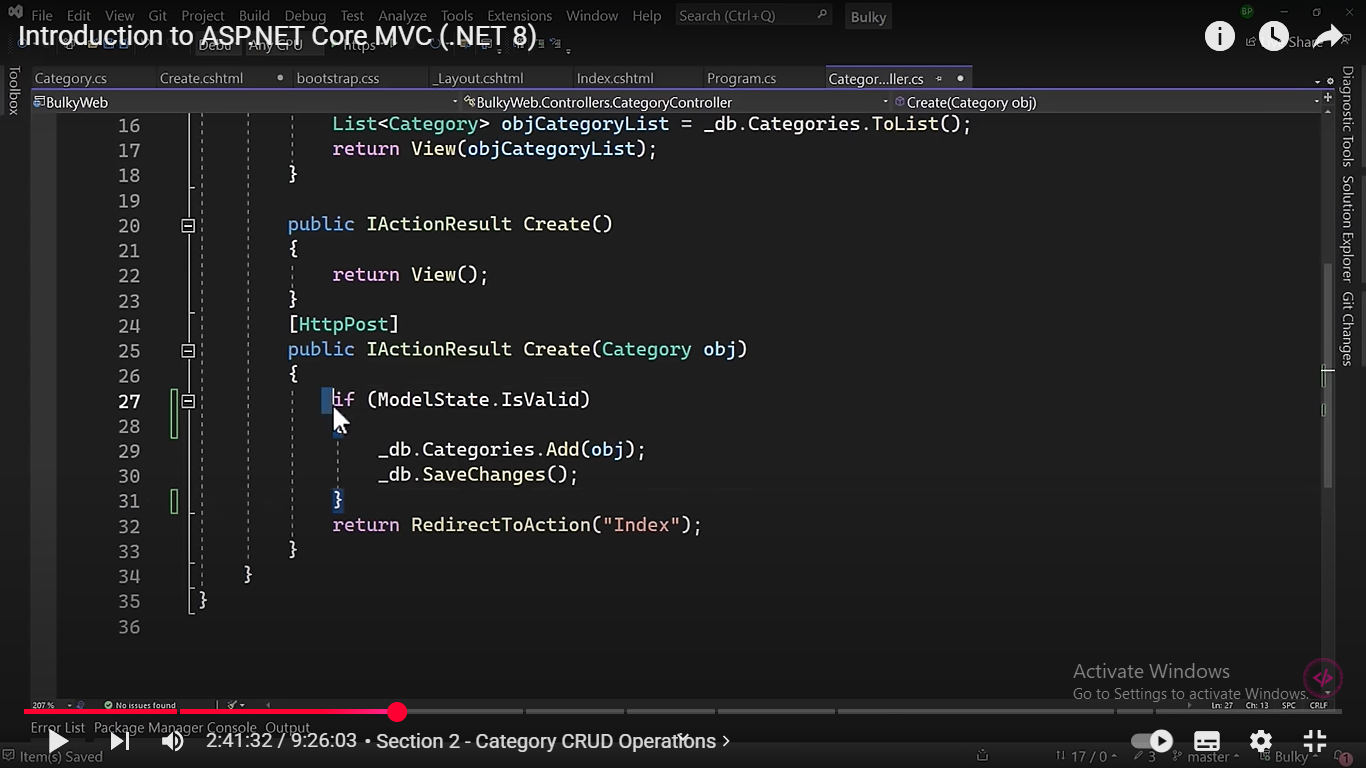 File Edit View Git Project Build Debug Test Analyze Tools Extensions Window Help Search (Ctrl+Q) Bulky BP
Introduction to ASP.NET Core MVC (.NET 8)
Debu Any CPU https Share
Category.cs Create.cshtml bootstrap.css _Layout.cshtml Index.cshtml Program.cs Categor...ller.cs
BulkyWeb BulkyWeb.Controllers.CategoryController Create(Category obj)
Toolbox
Diagnostic Tools Solution Explorer Git Changes
16 List<Category> objCategoryList = _db.Categories.ToList();
17 return View(objCategoryList);
18 }
19
20 public IActionResult Create()
21 {
22 return View();
23 }
24 [HttpPost]
25 public IActionResult Create(Category obj)
26 {
27 if (ModelState.IsValid)
28
29 _db.Categories.Add(obj);
30 _db.SaveChanges();
31 }
32 return RedirectToAction("Index");
33 }
34 }
35 }
36
Activate Windows
Go to Settings to activate Windows.
207 % No issues found Ln: 27 Ch: 13 SPC CRLF
Error List Package Manager Console Output
2:41:32 / 9:26:03 • Section 2 - Category CRUD Operations >
Item(s) Saved 17 / 0 3 master Bulky 1